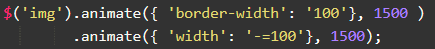 $('img').animate({ 'border-width': '100'}, 1500 )
.animate({ 'width': '-=100'}, 1500);